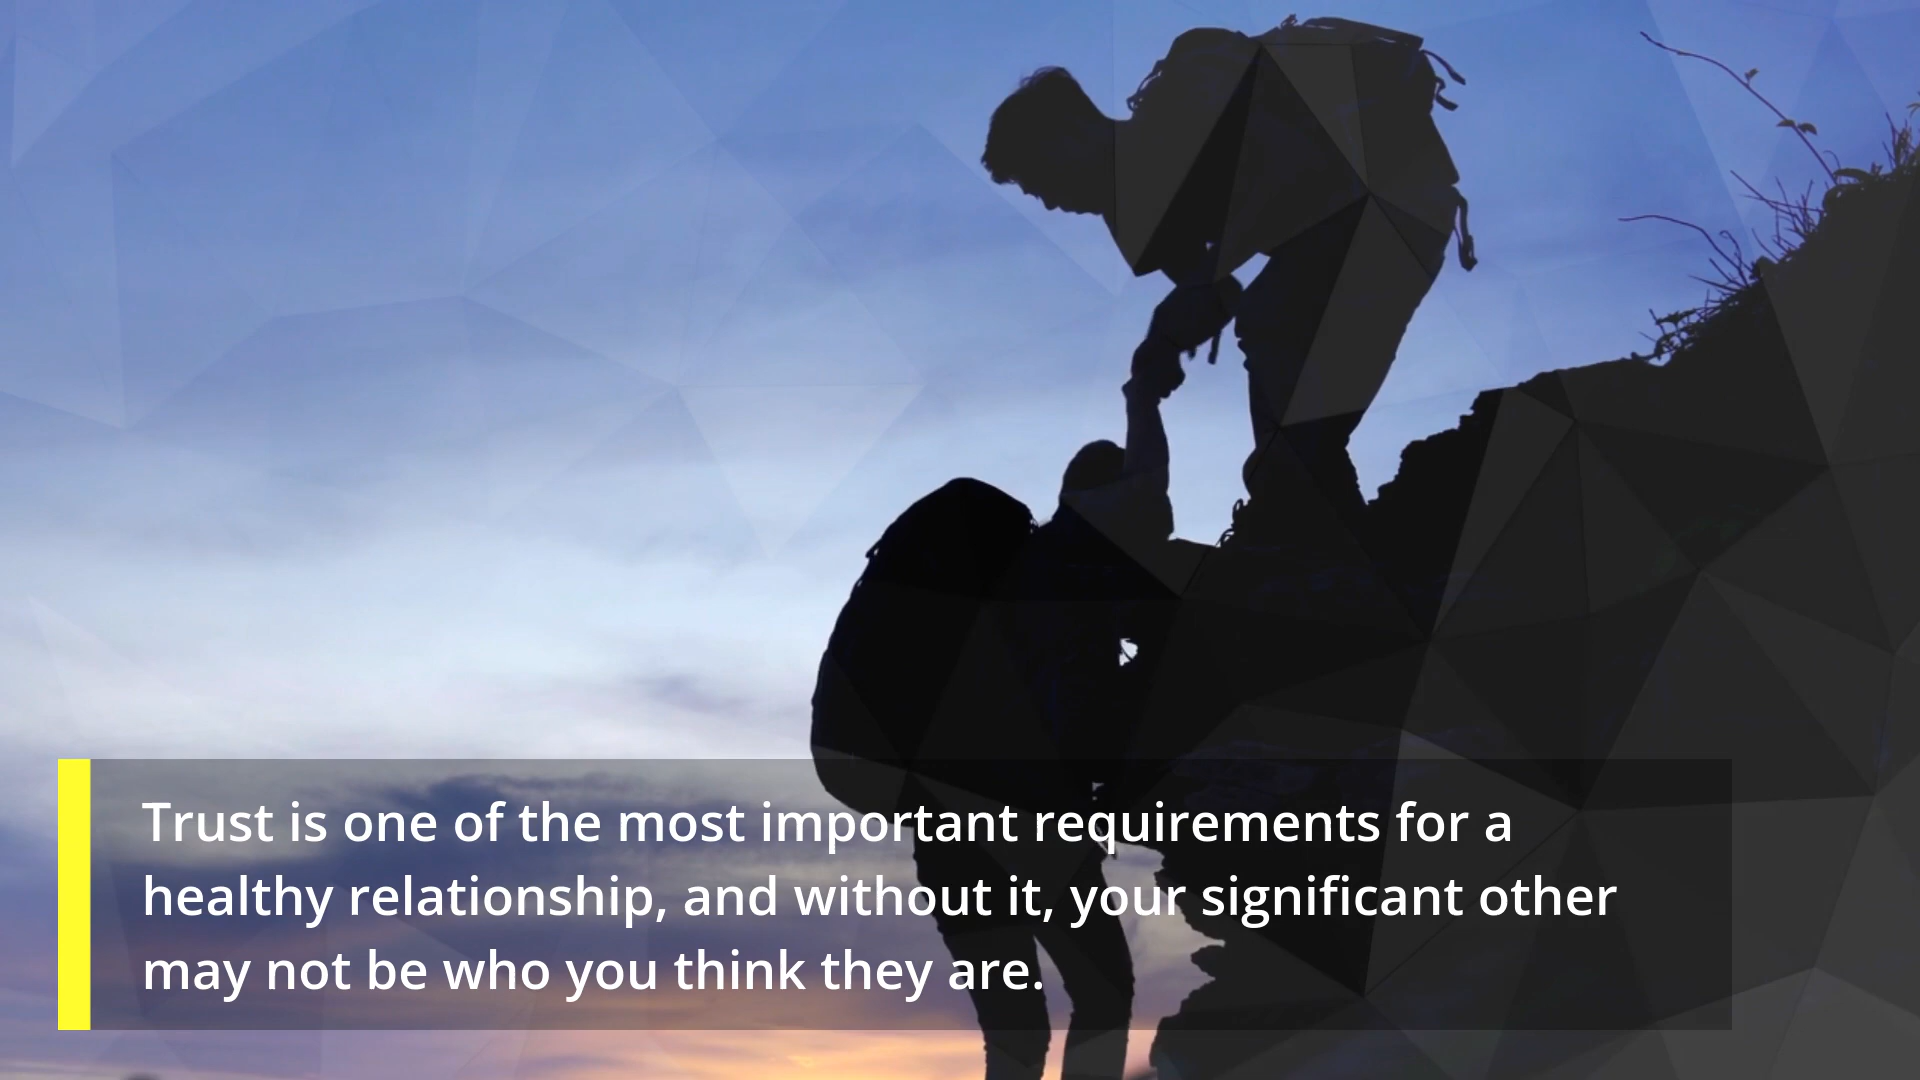 Trust is one of the most important requirements for a
healthy relationship, and without it, your significant other
may not be who you think they are.